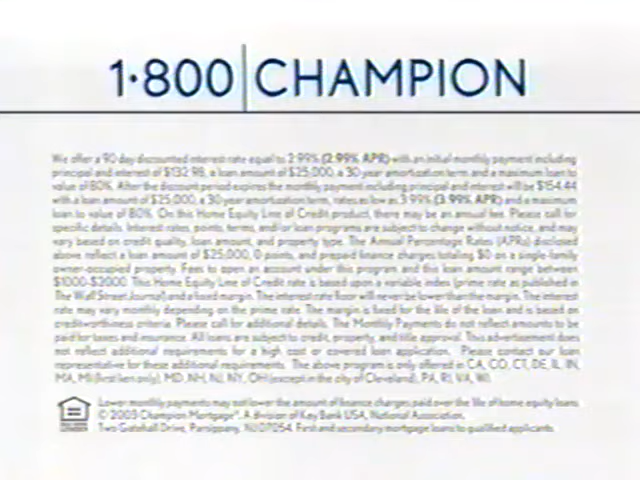 1·800 CHAMPION
We offer a 90 day discounted interest rate equal to 2.99% (2.99% APR) with an initial monthly payment including
principal and interest of $132.98, a loan amount of $25,000, a 30 year amortization term and a maximum loan to
value of 80%. After the discount period expires the monthly payment including principal and interest will be $154.44
with a loan amount of $25,000, a 30 year amortization term, rates as low as 3.99% (3.99% APR) and a maximum
loan to value of 80%. On this Home Equity Line of Credit product, there may be an annual fee. Please call for
specific details. Interest rates, points, terms, and/or loan programs are subject to change without notice, and may
vary based on credit quality, loan amount, and property type. The Annual Percentage Rates (APRs) disclosed
above reflect a loan amount of $25,000, 0 points, and prepaid finance charges totaling $0 on a single-family
owner-occupied property. Fees to open an account under this program and this loan amount range between
$1000-$2000. This Home Equity Line of Credit rate is based upon a variable index (prime rate as published in
The Wall Street Journal) and a fixed margin. The interest rate floor will never be lower than the margin. The interest
rate may vary monthly depending on the prime rate. The margin is fixed for the life of the loan and is based on
creditworthiness criteria. Please call for additional details. The Monthly Payments do not reflect amounts to be
paid for taxes and insurance. All loans are subject to credit, property, and title approval. This advertisement does
not reflect additional requirements for a high cost or covered loan application. Please contact our loan
representative for these additional requirements. The above program is only offered in CA, CO, CT, DE, IL, IN,
MA, MI (first lien only), MD, NH, NJ, NY, OH (except in the city of Cleveland), PA, RI, VA, WI.
Lower monthly payments may not lower the amount of finance charges paid over the life of home equity loans.
© 2003 Champion Mortgage®. A division of Key Bank USA, National Association.
Two Gatehall Drive, Parsippany, NJ 07054. First and secondary mortgage loans to qualified applicants.